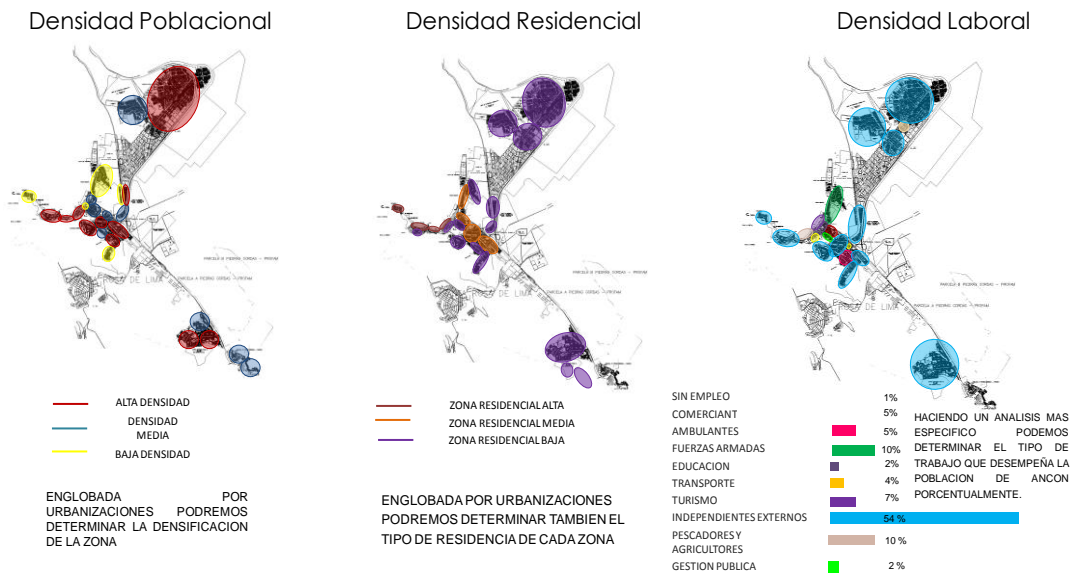 Densidad Poblacional
ALTA DENSIDAD
DENSIDAD
MEDIA
BAJA DENSIDAD
ENGLOBADA POR
URBANIZACIONES PODREMOS
DETERMINAR LA DENSIFICACION
DE LA ZONA
Densidad Residencial
ZONA RESIDENCIAL ALTA
ZONA RESIDENCIAL MEDIA
ZONA RESIDENCIAL BAJA
ENGLOBADA POR URBANIZACIONES
PODREMOS DETERMINAR TAMBIEN EL
TIPO DE RESIDENCIA DE CADA ZONA
Densidad Laboral
SIN EMPLEO 1%
COMERCIANT 5%
AMBULANTES 5%
FUERZAS ARMADAS 10%
EDUCACION 2%
TRANSPORTE 4%
TURISMO 7%
INDEPENDIENTES EXTERNOS 54 %
PESCADORES Y
AGRICULTORES 10 %
GESTION PUBLICA 2 %
HACIENDO UN ANALISIS MAS
ESPECIFICO PODEMOS
DETERMINAR EL TIPO DE
TRABAJO QUE DESEMPEÑA LA
POBLACION DE ANCON
PORCENTUALMENTE.